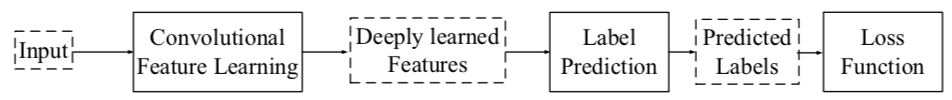 Input
Convolutional
Feature Learning
Deeply learned
Features
Label
Prediction
Predicted
Labels
Loss
Function